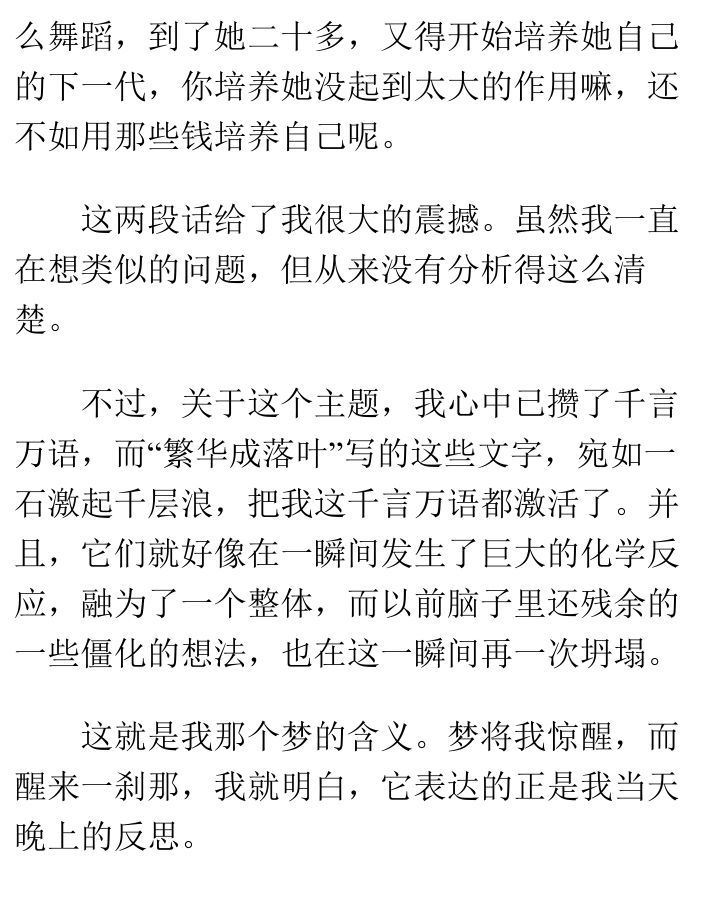 么舞蹈，到了她二十多，又得开始培养她自己
的下一代，你培养她没起到太大的作用嘛，还
不如用那些钱培养自己呢。
这两段话给了我很大的震撼。虽然我一直
在想类似的问题，但从来没有分析得这么清
楚。
不过，关于这个主题，我心中已攒了千言
万语，而“繁华成落叶”写的这些文字，宛如一
石激起千层浪，把我这千言万语都激活了。并
且，它们就好像在一瞬间发生了巨大的化学反
应，融为了一个整体，而以前脑子里还残余的
一些僵化的想法，也在这一瞬间再一次坍塌。
这就是我那个梦的含义。梦将我惊醒，而
醒来一刹那，我就明白，它表达的正是我当天
晚上的反思。